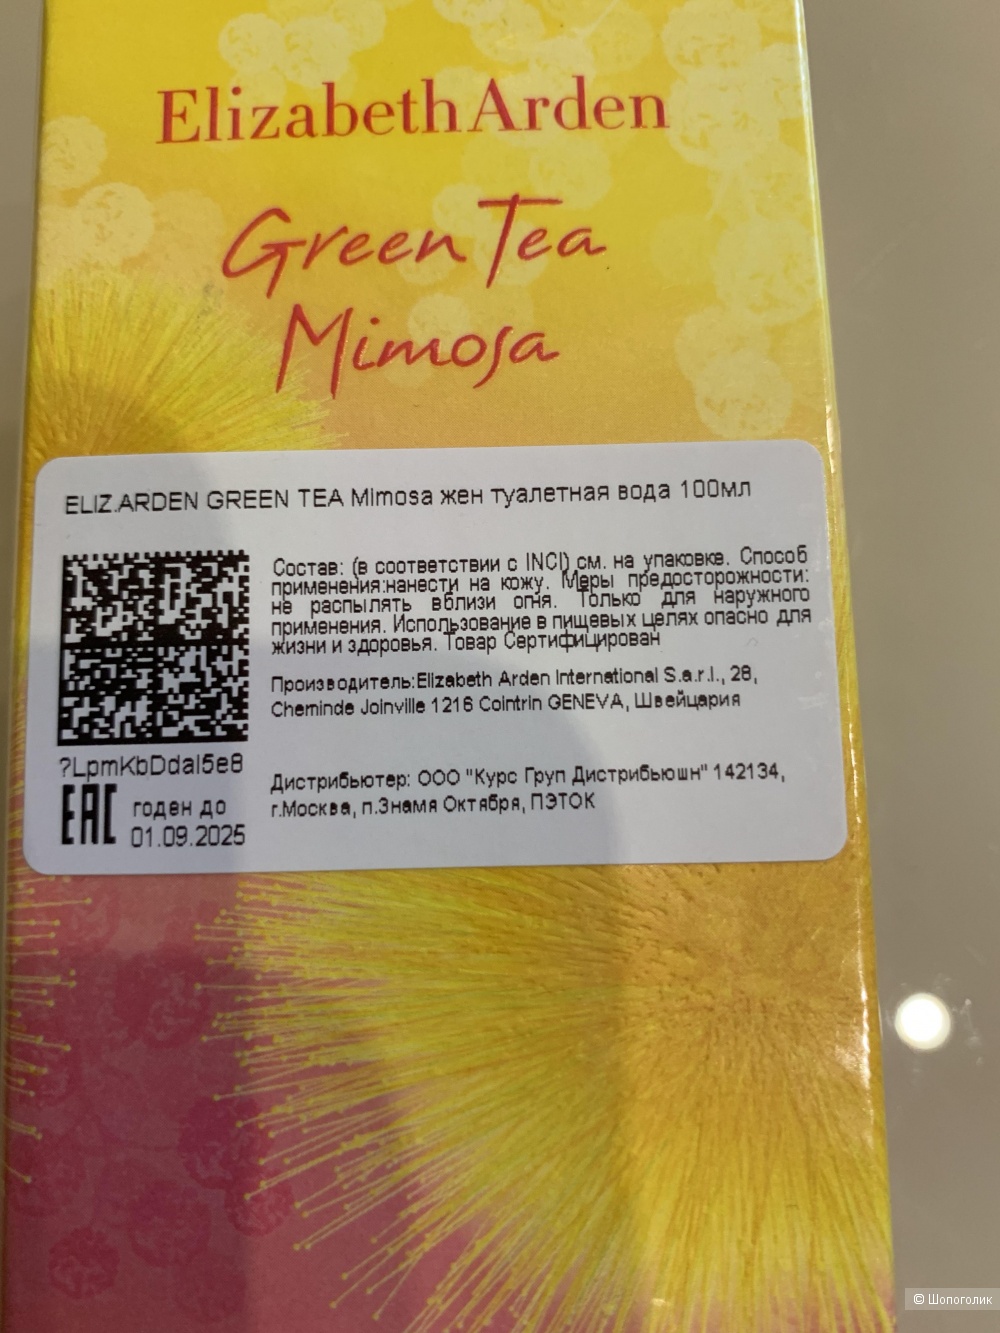 Elizabeth Arden
Green Tea
Mimosa
ELIZ.ARDEN GREEN TEA Mimosa жен туалетная вода 100мл
Состав: (в соответствии с INCI) см. на упаковке. Способ
применения:нанести на кожу. Меры предосторожности:
не распылять вблизи огня. Только для наружного
применения. Использование в пищевых целях опасно для
жизни и здоровья. Товар Сертифицирован
Производитель:Elizabeth Arden International S.a.r.l., 28,
Cheminde Joinville 1216 Cointrin GENEVA, Швейцария
?LpmKbDdal5e8
Дистрибьютер: ООО "Курс Груп Дистрибьюшн" 142134,
г.Москва, п.Знамя Октября, ПЭТОК
EAC
годен до
01.09.2025
© Шопоголик